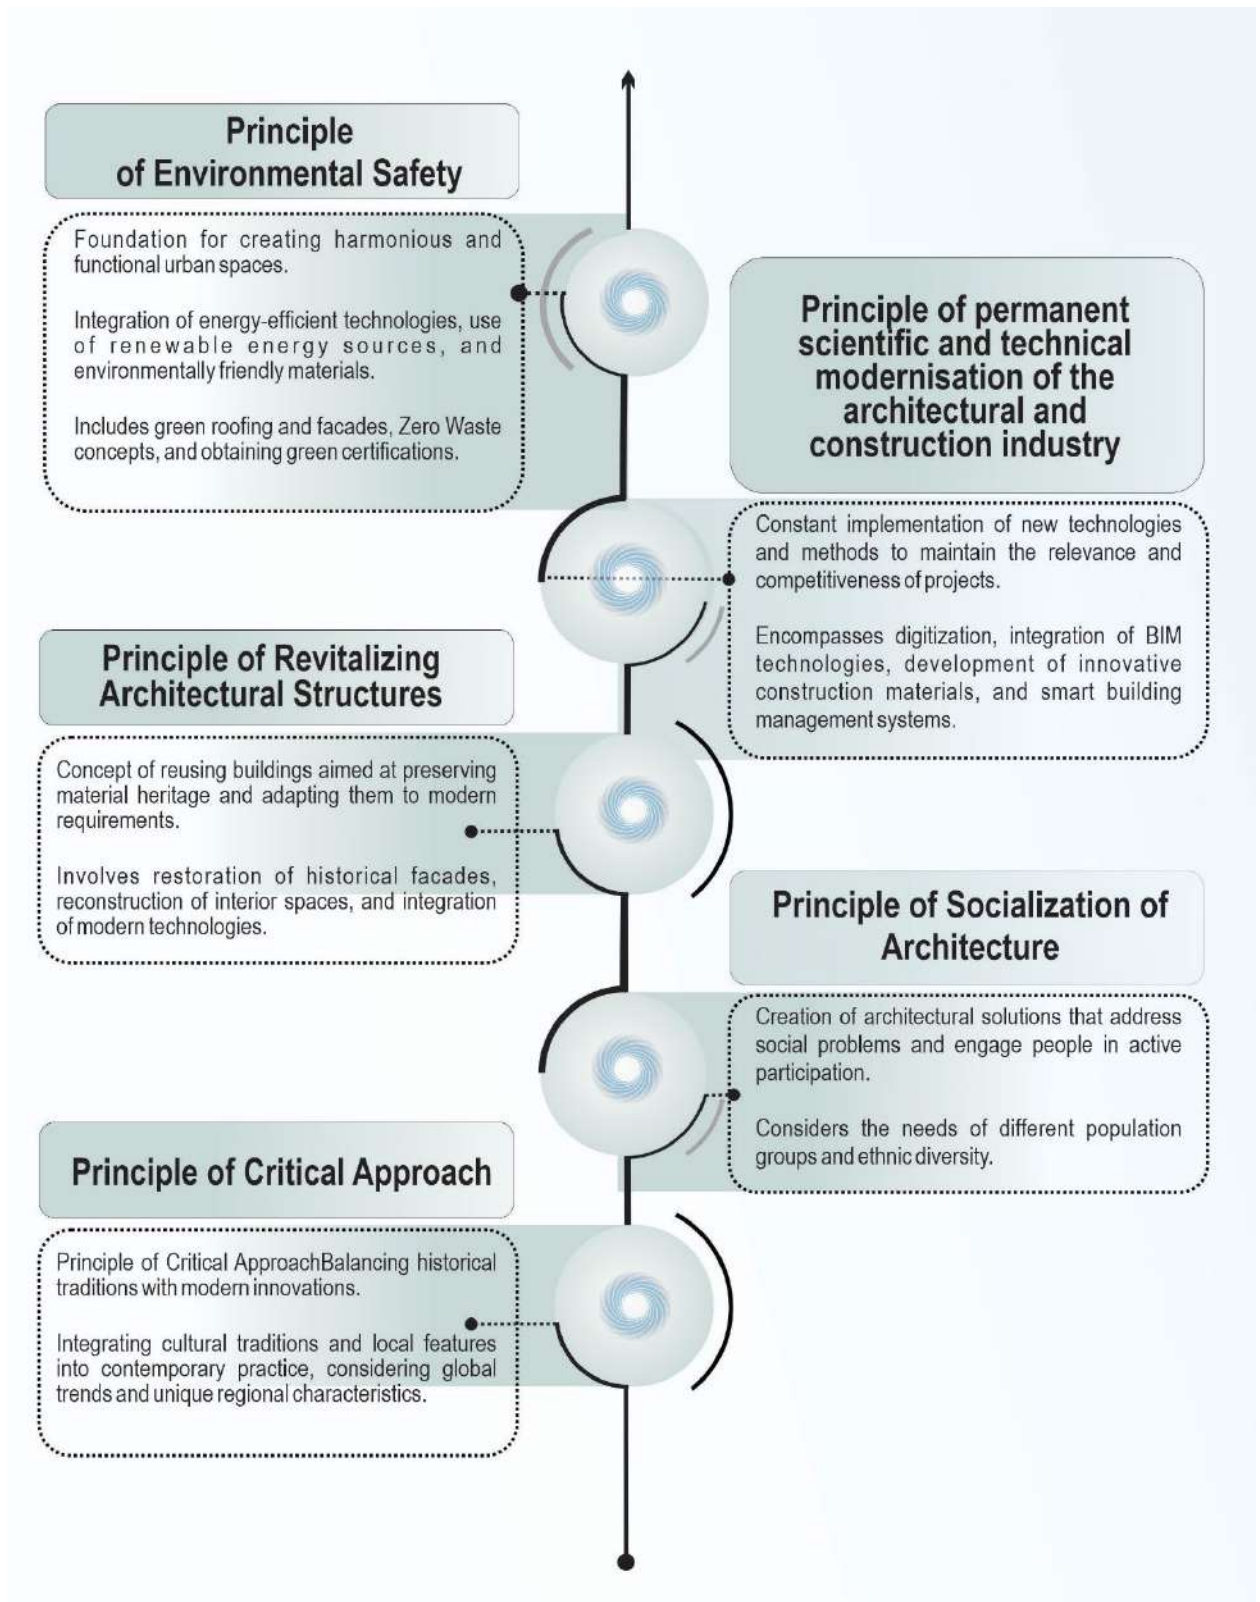 Principle
of Environmental Safety
Foundation for creating harmonious and
functional urban spaces.
Integration of energy-efficient technologies, use
of renewable energy sources, and
environmentally friendly materials.
Includes green roofing and facades, Zero Waste
concepts, and obtaining green certifications.
Principle of permanent
scientific and technical
modernisation of the
architectural and
construction industry
Constant implementation of new technologies
and methods to maintain the relevance and
competitiveness of projects.
Encompasses digitization, integration of BIM
technologies, development of innovative
construction materials, and smart building
management systems.
Principle of Revitalizing
Architectural Structures
Concept of reusing buildings aimed at preserving
material heritage and adapting them to modern
requirements.
Involves restoration of historical facades,
reconstruction of interior spaces, and integration
of modern technologies.
Principle of Socialization of
Architecture
Creation of architectural solutions that address
social problems and engage people in active
participation.
Considers the needs of different population
groups and ethnic diversity.
Principle of Critical Approach
Principle of Critical ApproachBalancing historical
traditions with modern innovations.
Integrating cultural traditions and local features
into contemporary practice, considering global
trends and unique regional characteristics.